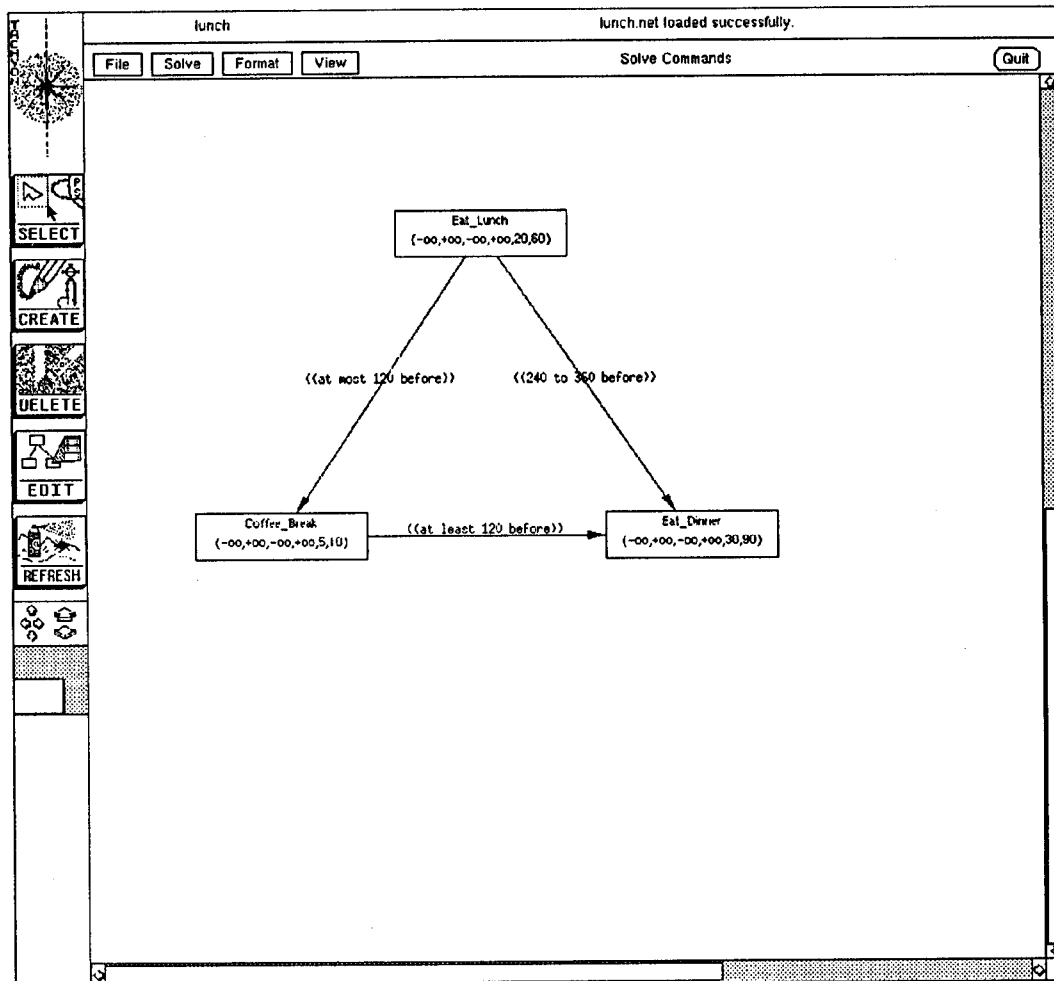 TACHYON
lunch
lunch.net loaded successfully.
File
Solve
Format
View
Solve Commands
Quit
SELECT
CREATE
DELETE
EDIT
REFRESH
Eat_Lunch
(-oo,+oo,-oo,+oo,20,60)
((at most 120 before))
((240 to 360 before))
Coffee_Break
(-oo,+oo,-oo,+oo,5,10)
((at least 120 before))
Eat_Dinner
(-oo,+oo,-oo,+oo,30,90)